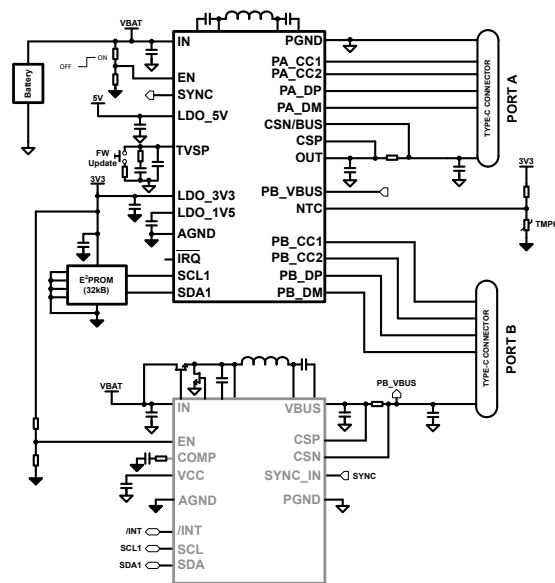 VBAT
IN
PGND
OFF
ON
EN
PA_CC1
PA_CC2
Battery
SYNC
PA_DP
5V
PA_DM
LDO_5V
CSN/BUS
CSP
TVSP
OUT
FW
Update
PORT A
TYPE-C CONNECTOR
3V3
LDO_3V3
PB_VBUS
3V3
LDO_1V5
NTC
TMPC
AGND
PB_CC1
IRQ
PB_CC2
E²PROM
(32kB)
SCL1
PB_DP
SDA1
PB_DM
TYPE-C CONNECTOR
PORT B
VBAT
PB_VBUS
IN
VBUS
EN
CSP
COMP
CSN
VCC
SYNC_IN
SYNC
AGND
PGND
/INT
/INT
SCL1
SCL
SDA1
SDA